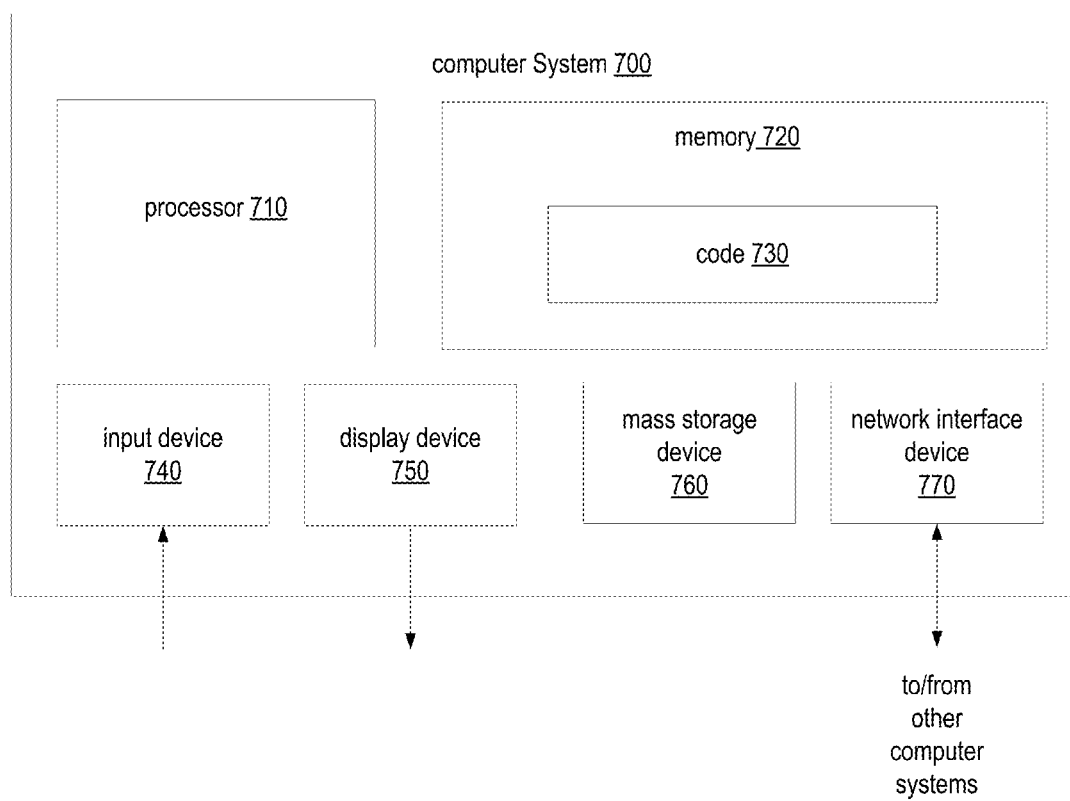 computer System 700
memory 720
processor 710
code 730
input device
740
display device
750
mass storage
device
760
network interface
device
770
to/from
other
computer
systems